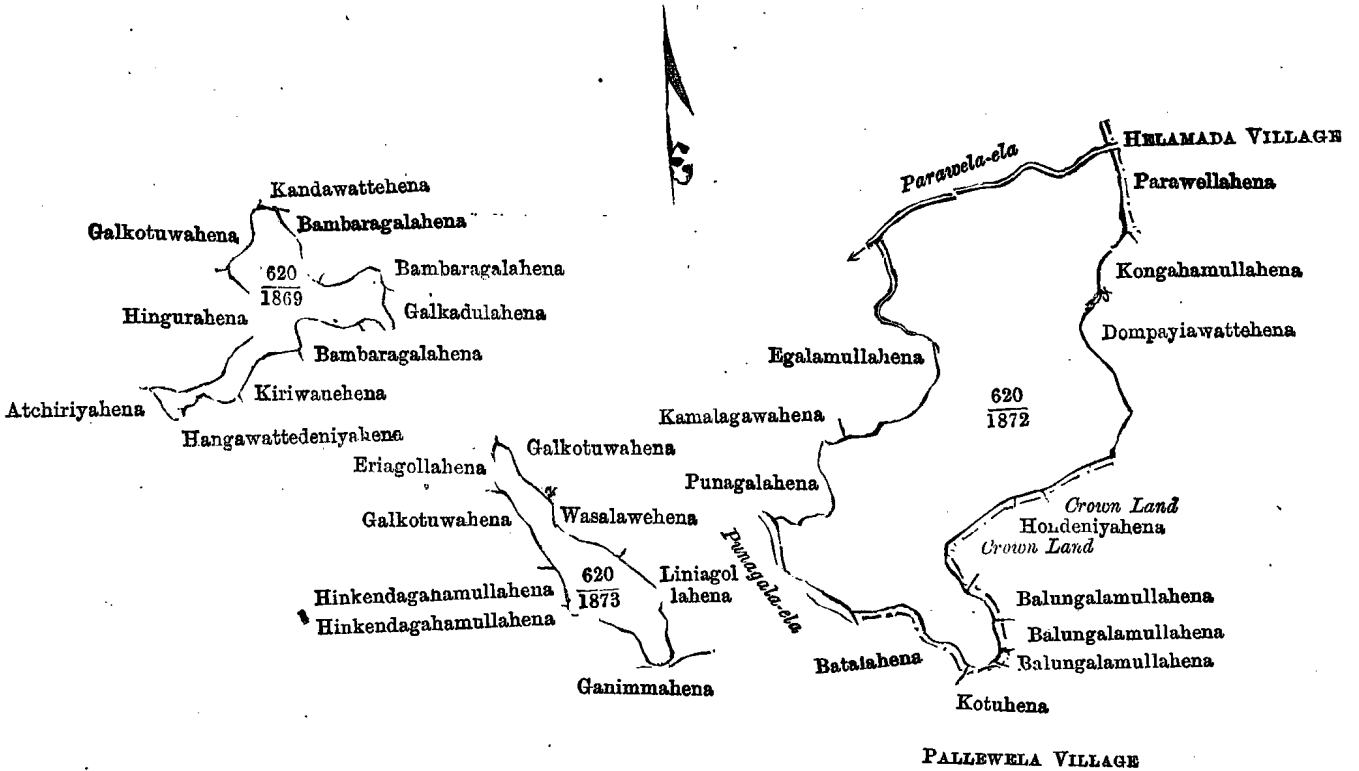 HELAMADA VILLAGE
Parawela-ela
Parawellahena
Kandawattehena
Bambaragalahena
Galkotuwahena
620
1869
Bambaragalahena
Kongahamullahena
Hingurahena
Galkadulahena
Dompayiawattehena
Bambaragalahena
Egalamullahena
Kiriwanehena
Atchiriyahena
620
1872
Kamalagawahena
Hangawattedeniyahena
Galkotuwahena
Eriagollahena
Punagalahena
Galkotuwahena
Wasalawehena
Crown Land
Hondeniyahena
Crown Land
Punagala-ela
620
1873
Liniagol
lahena
Hinkendagahamullahena
Hinkendagahamullahena
Balungalamullahena
Balungalamullahena
Balungalamullahena
Batalahena
Ganimmahena
Kotuhena
PALLEWELA VILLAGE